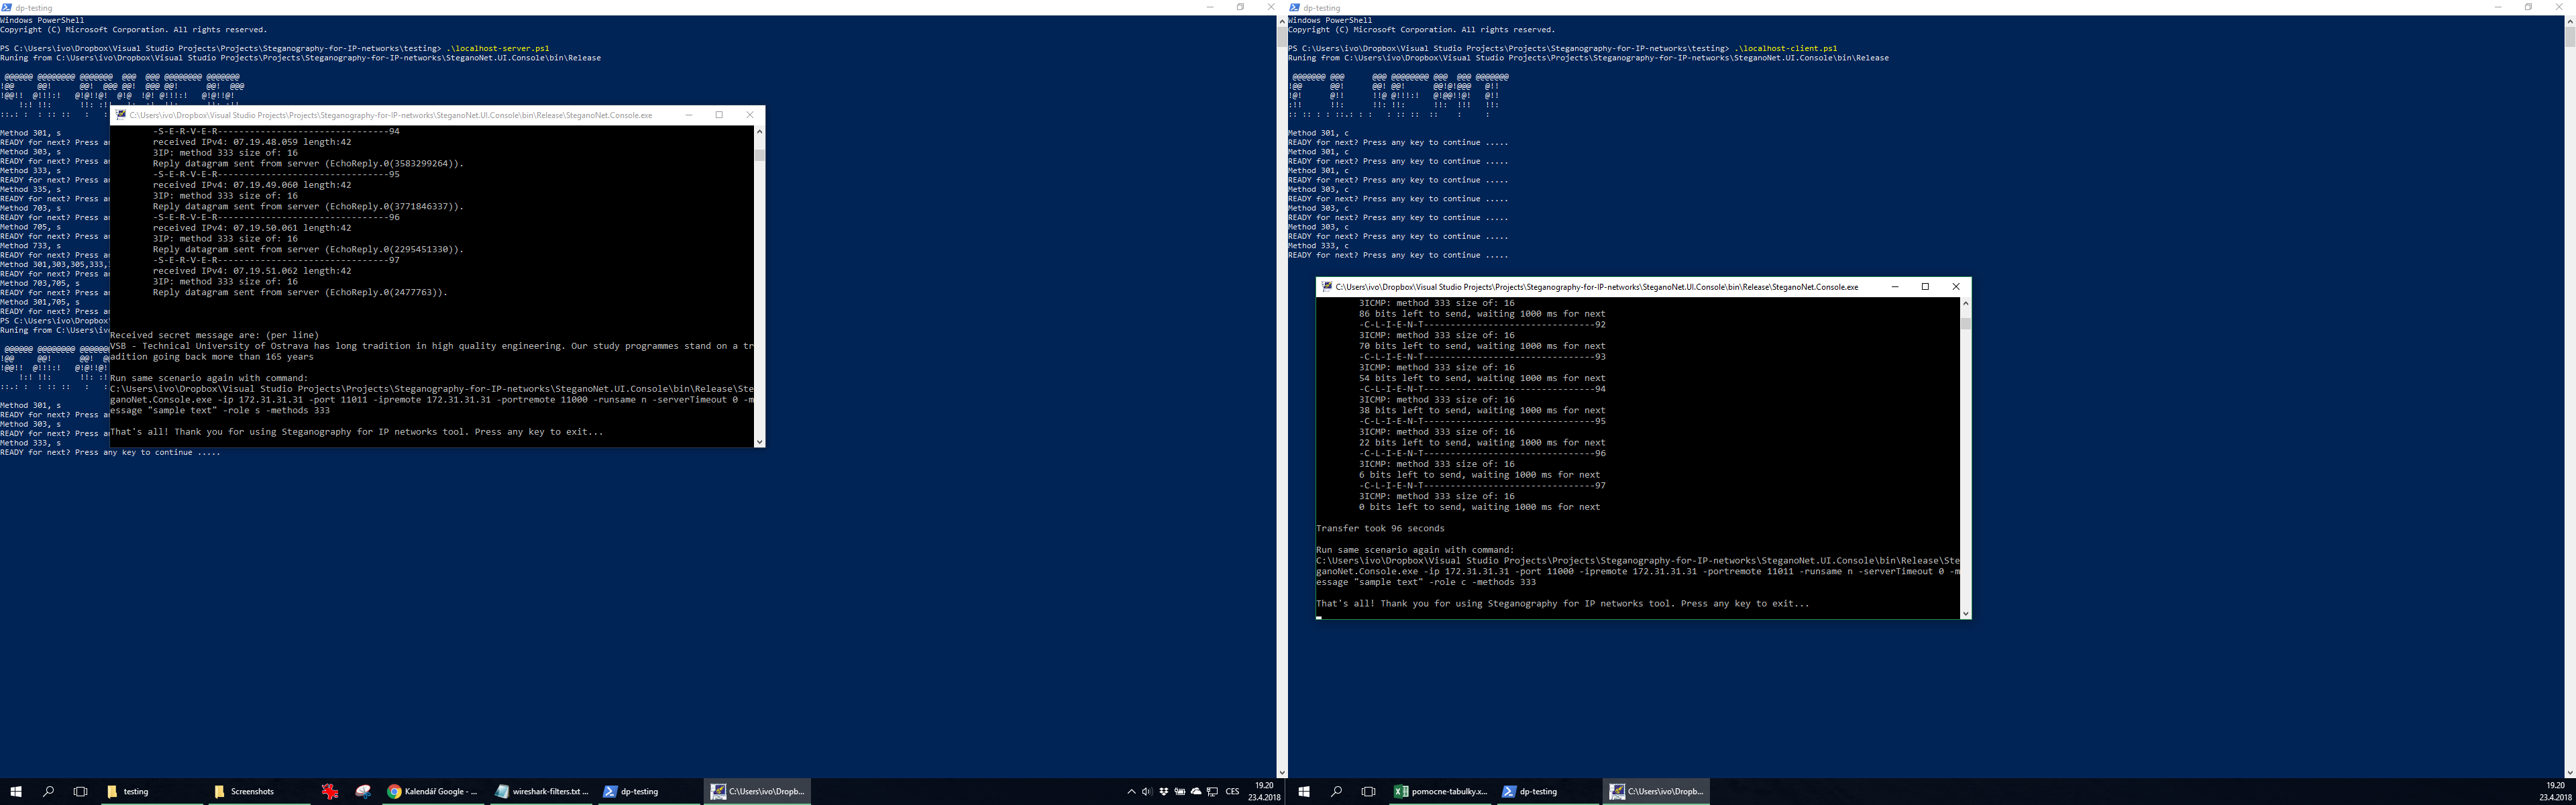 dp-testing
Windows PowerShell
Copyright (C) Microsoft Corporation. All rights reserved.
PS C:\Users\ivo\Dropbox\Visual Studio Projects\Projects\Steganography-for-IP-networks\testing> .\localhost-server.ps1
Runing from C:\Users\ivo\Dropbox\Visual Studio Projects\Projects\Steganography-for-IP-networks\SteganoNet.UI.Console\bin\Release
Method 301, s
READY for next? Press a
Method 303, s
READY for next? Press a
Method 333, s
READY for next? Press a
Method 335, s
READY for next? Press a
Method 703, s
READY for next? Press a
Method 705, s
READY for next? Press a
Method 733, s
READY for next? Press a
Method 301,303,305,333,
READY for next? Press a
Method 703,705, s
READY for next? Press a
Method 301,705, s
READY for next? Press a
PS C:\Users\ivo\Dropbox
Runing from C:\Users\iv
Method 301, s
READY for next? Press a
Method 303, s
READY for next? Press a
Method 333, s
READY for next? Press any key to continue .....
C:\Users\ivo\Dropbox\Visual Studio Projects\Projects\Steganography-for-IP-networks\SteganoNet.UI.Console\bin\Release\SteganoNet.Console.exe
-S-E-R-V-E-R--------------------------------94
received IPv4: 07.19.48.059 length:42
3IP: method 333 size of: 16
Reply datagram sent from server (EchoReply.0(3583299264)).
-S-E-R-V-E-R--------------------------------95
received IPv4: 07.19.49.060 length:42
3IP: method 333 size of: 16
Reply datagram sent from server (EchoReply.0(3771846337)).
-S-E-R-V-E-R--------------------------------96
received IPv4: 07.19.50.061 length:42
3IP: method 333 size of: 16
Reply datagram sent from server (EchoReply.0(2295451330)).
-S-E-R-V-E-R--------------------------------97
received IPv4: 07.19.51.062 length:42
3IP: method 333 size of: 16
Reply datagram sent from server (EchoReply.0(2477763)).
Received secret message are: (per line)
VSB - Technical University of Ostrava has long tradition in high quality engineering. Our study programmes stand on a tr
adition going back more than 165 years
Run same scenario again with command:
C:\Users\ivo\Dropbox\Visual Studio Projects\Projects\Steganography-for-IP-networks\SteganoNet.UI.Console\bin\Release\Ste
ganoNet.Console.exe -ip 172.31.31.31 -port 11011 -ipremote 172.31.31.31 -portremote 11000 -runsame n -serverTimeout 0 -m
essage "sample text" -role s -methods 333
That's all! Thank you for using Steganography for IP networks tool. Press any key to exit...
dp-testing
Windows PowerShell
Copyright (C) Microsoft Corporation. All rights reserved.
PS C:\Users\ivo\Dropbox\Visual Studio Projects\Projects\Steganography-for-IP-networks\testing> .\localhost-client.ps1
Runing from C:\Users\ivo\Dropbox\Visual Studio Projects\Projects\Steganography-for-IP-networks\SteganoNet.UI.Console\bin\Release
Method 301, c
READY for next? Press any key to continue .....
Method 301, c
READY for next? Press any key to continue .....
Method 301, c
READY for next? Press any key to continue .....
Method 303, c
READY for next? Press any key to continue .....
Method 303, c
READY for next? Press any key to continue .....
Method 303, c
READY for next? Press any key to continue .....
Method 333, c
READY for next? Press any key to continue .....
C:\Users\ivo\Dropbox\Visual Studio Projects\Projects\Steganography-for-IP-networks\SteganoNet.UI.Console\bin\Release\SteganoNet.Console.exe
3ICMP: method 333 size of: 16
86 bits left to send, waiting 1000 ms for next
-C-L-I-E-N-T--------------------------------92
3ICMP: method 333 size of: 16
70 bits left to send, waiting 1000 ms for next
-C-L-I-E-N-T--------------------------------93
3ICMP: method 333 size of: 16
54 bits left to send, waiting 1000 ms for next
-C-L-I-E-N-T--------------------------------94
3ICMP: method 333 size of: 16
38 bits left to send, waiting 1000 ms for next
-C-L-I-E-N-T--------------------------------95
3ICMP: method 333 size of: 16
22 bits left to send, waiting 1000 ms for next
-C-L-I-E-N-T--------------------------------96
3ICMP: method 333 size of: 16
6 bits left to send, waiting 1000 ms for next
-C-L-I-E-N-T--------------------------------97
3ICMP: method 333 size of: 16
0 bits left to send, waiting 1000 ms for next
Transfer took 96 seconds
Run same scenario again with command:
C:\Users\ivo\Dropbox\Visual Studio Projects\Projects\Steganography-for-IP-networks\SteganoNet.UI.Console\bin\Release\Ste
ganoNet.Console.exe -ip 172.31.31.31 -port 11000 -ipremote 172.31.31.31 -portremote 11011 -runsame n -serverTimeout 0 -m
essage "sample text" -role c -methods 333
That's all! Thank you for using Steganography for IP networks tool. Press any key to exit...
testing
Screenshots
Kalendář Google - ...
wireshark-filters.txt ...
dp-testing
C:\Users\ivo\Dropb...
CES
19.20
23.4.2018
pomocne-tabulky.x...
dp-testing
C:\Users\ivo\Dropb...
19.20
23.4.2018